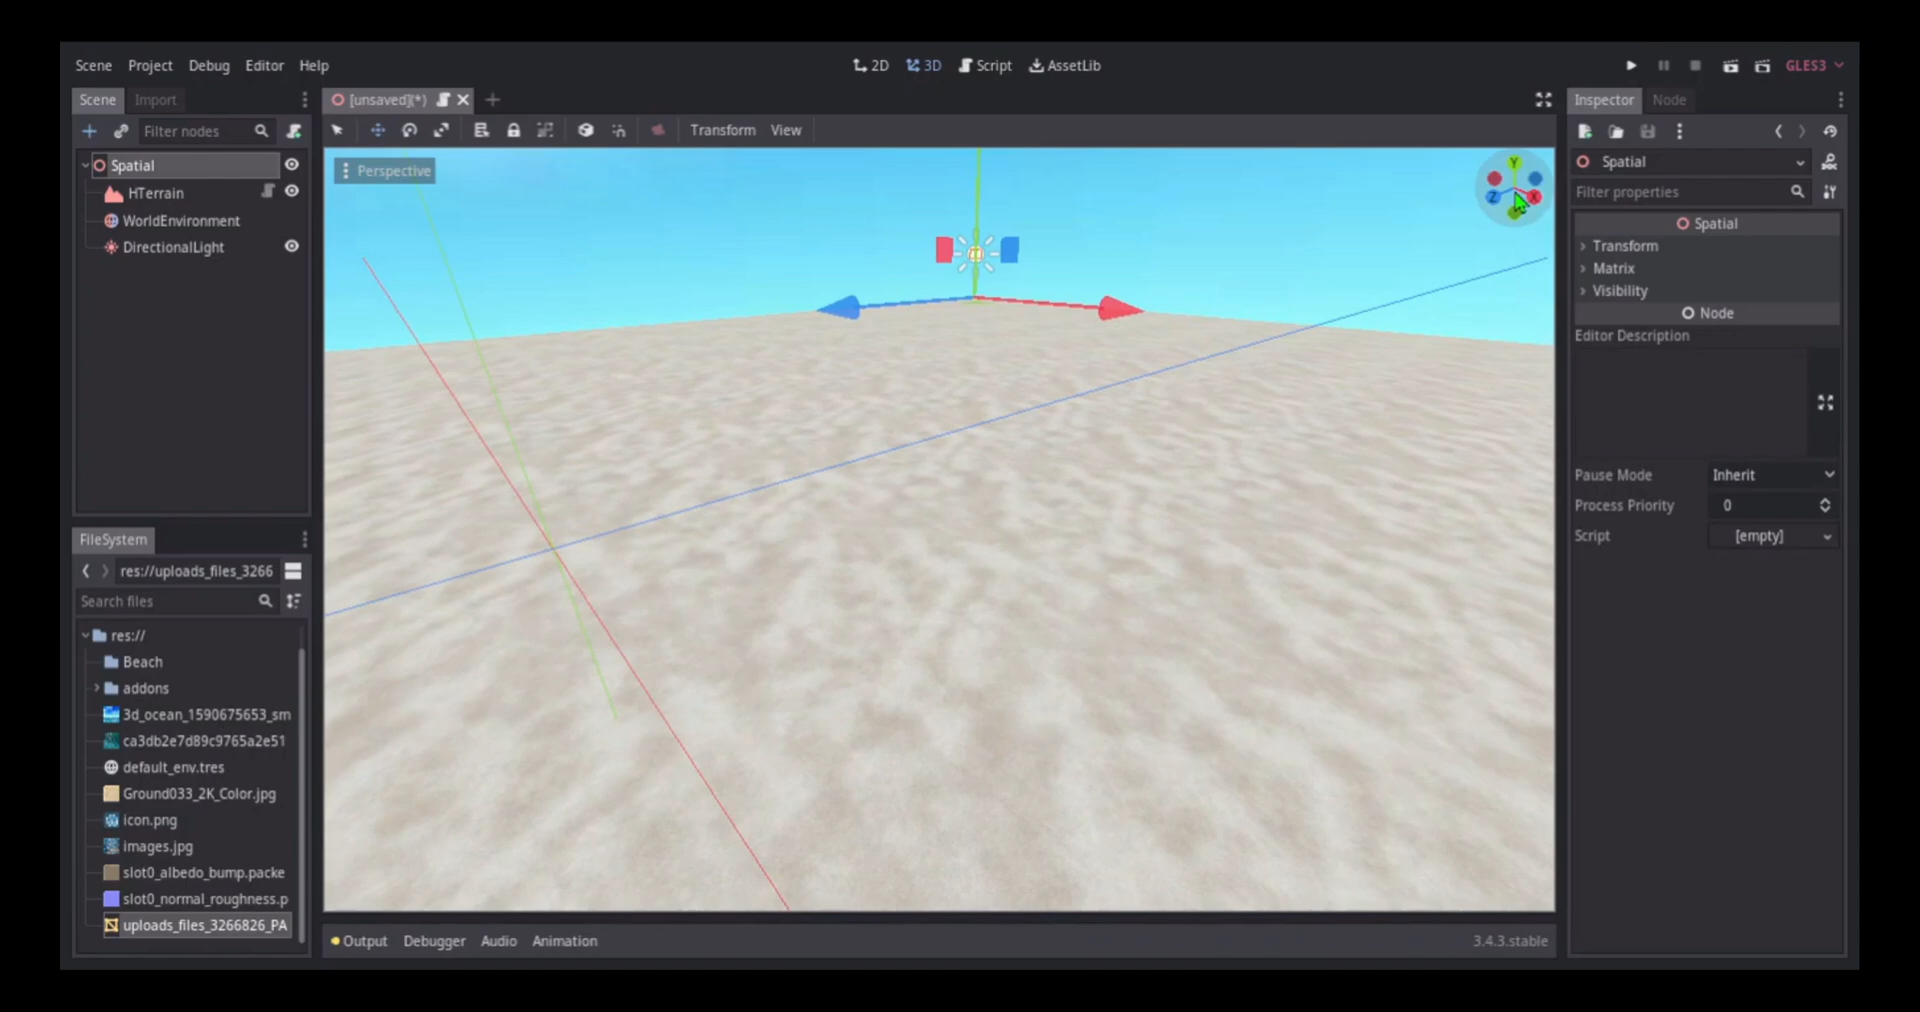 Scene Project Debug Editor Help
2D 3D Script AssetLib
GLES3
Scene Import
[unsaved](*)
Inspector Node
Filter nodes
Transform View
Spatial
HTerrain
WorldEnvironment
DirectionalLight
Perspective
Y
Z X
Spatial
Filter properties
Spatial
Transform
Matrix
Visibility
Node
Editor Description
Pause Mode Inherit
Process Priority 0
Script [empty]
FileSystem
res://uploads_files_3266
Search files
res://
Beach
addons
3d_ocean_1590675653_sm
ca3db2e7d89c9765a2e51
default_env.tres
Ground033_2K_Color.jpg
icon.png
images.jpg
slot0_albedo_bump.packe
slot0_normal_roughness.p
uploads_files_3266826_PA
Output Debugger Audio Animation
3.4.3.stable